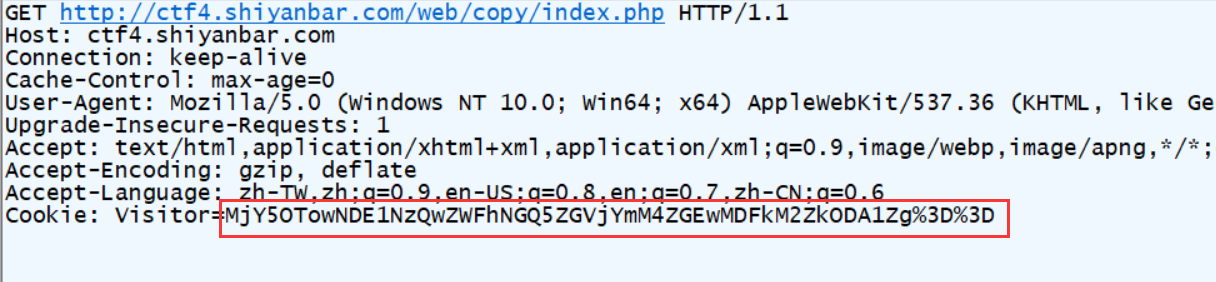 GET http://ctf4.shiyanbar.com/web/copy/index.php HTTP/1.1
Host: ctf4.shiyanbar.com
Connection: keep-alive
Cache-Control: max-age=0
User-Agent: Mozilla/5.0 (Windows NT 10.0; Win64; x64) AppleWebKit/537.36 (KHTML, like Ge
Upgrade-Insecure-Requests: 1
Accept: text/html,application/xhtml+xml,application/xml;q=0.9,image/webp,image/apng,*/*;
Accept-Encoding: gzip, deflate
Accept-Language: zh-TW,zh;q=0.9,en-US;q=0.8,en;q=0.7,zh-CN;q=0.6
Cookie: Visitor=MjY5OTowNDE1NzQwZWFhNGQ5ZGVjYmM4ZGEwMDFkM2ZkODA1Zg%3D%3D